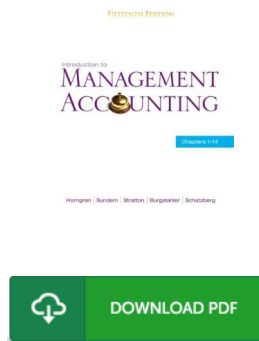 FIFTEENTH EDITION
Introduction to
MANAGEMENT
ACCOUNTING
Chapters 1-14
Horngren | Sundem | Stratton | Burgstahler | Schatzberg
DOWNLOAD PDF